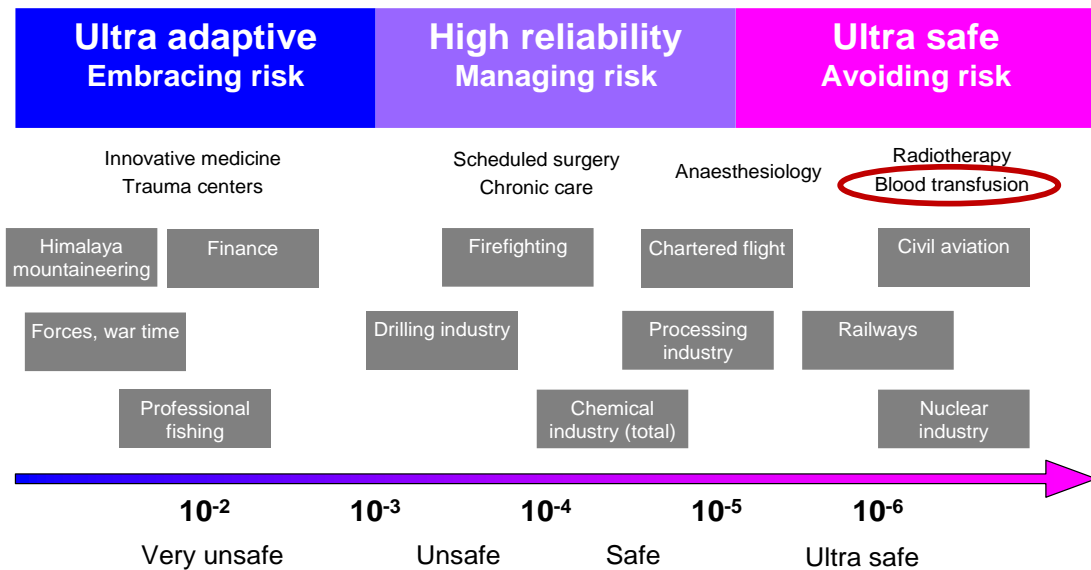 Ultra adaptive
Embracing risk
High reliability
Managing risk
Ultra safe
Avoiding risk
Innovative medicine
Trauma centers
Scheduled surgery
Chronic care
Anaesthesiology
Radiotherapy
Blood transfusion
Himalaya
mountaineering
Finance
Firefighting
Chartered flight
Civil aviation
Forces, war time
Drilling industry
Processing
industry
Railways
Professional
fishing
Chemical
industry (total)
Nuclear
industry
10⁻²
10⁻³
10⁻⁴
10⁻⁵
10⁻⁶
Very unsafe
Unsafe
Safe
Ultra safe